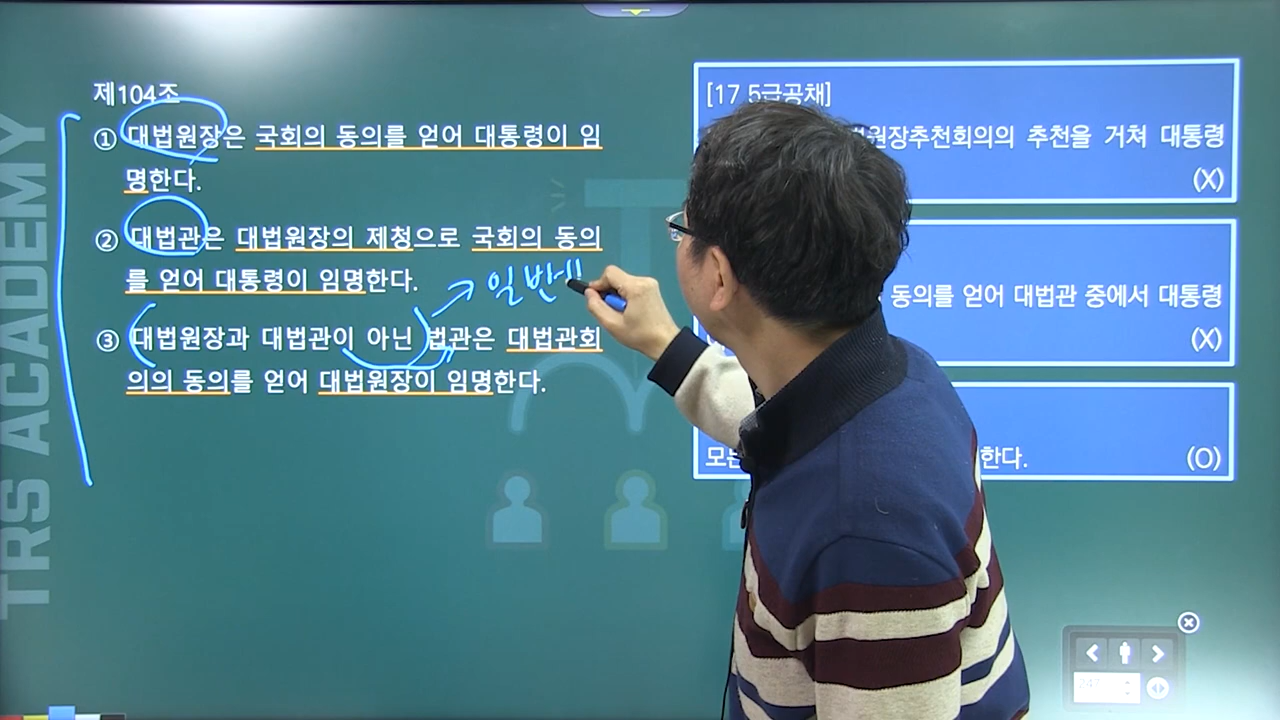 TRS ACADEMY
제104조
① 대법원장은 국회의 동의를 얻어 대통령이 임
명한다.
② 대법관은 대법원장의 제청으로 국회의 동의
를 얻어 대통령이 임명한다.
일반
③ 대법원장과 대법관이 아닌 법관은 대법관회
의의 동의를 얻어 대법원장이 임명한다.
[17 5급공채]
법원장추천회의의 추천을 거쳐 대통령
(X)
동의를 얻어 대법관 중에서 대통령
(X)
한다. (O)
247